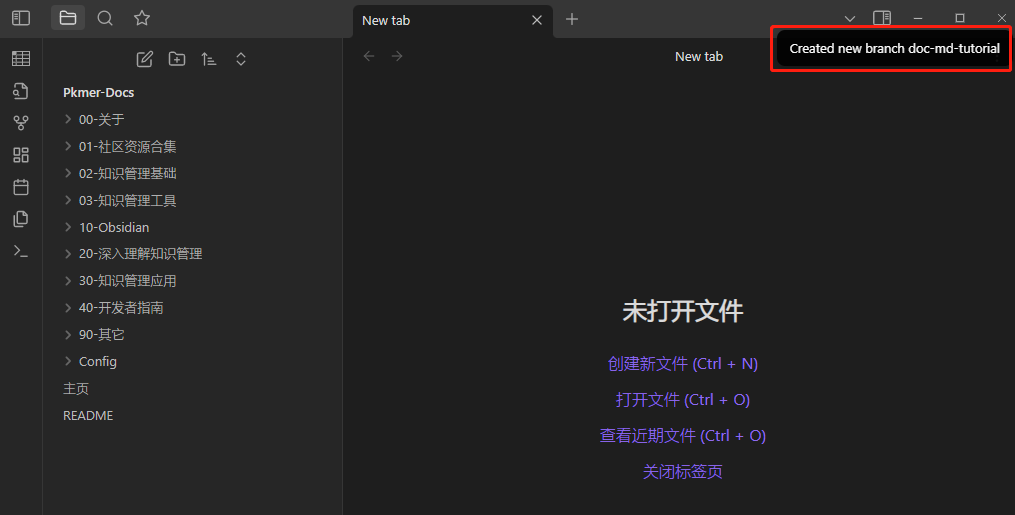 New tab
New tab
Created new branch doc-md-tutorial
Pkmer-Docs
00-关于
01-社区资源合集
02-知识管理基础
03-知识管理工具
10-Obsidian
20-深入理解知识管理
30-知识管理应用
40-开发者指南
90-其它
Config
主页
README
未打开文件
创建新文件 (Ctrl + N)
打开文件 (Ctrl + O)
查看近期文件 (Ctrl + O)
关闭标签页